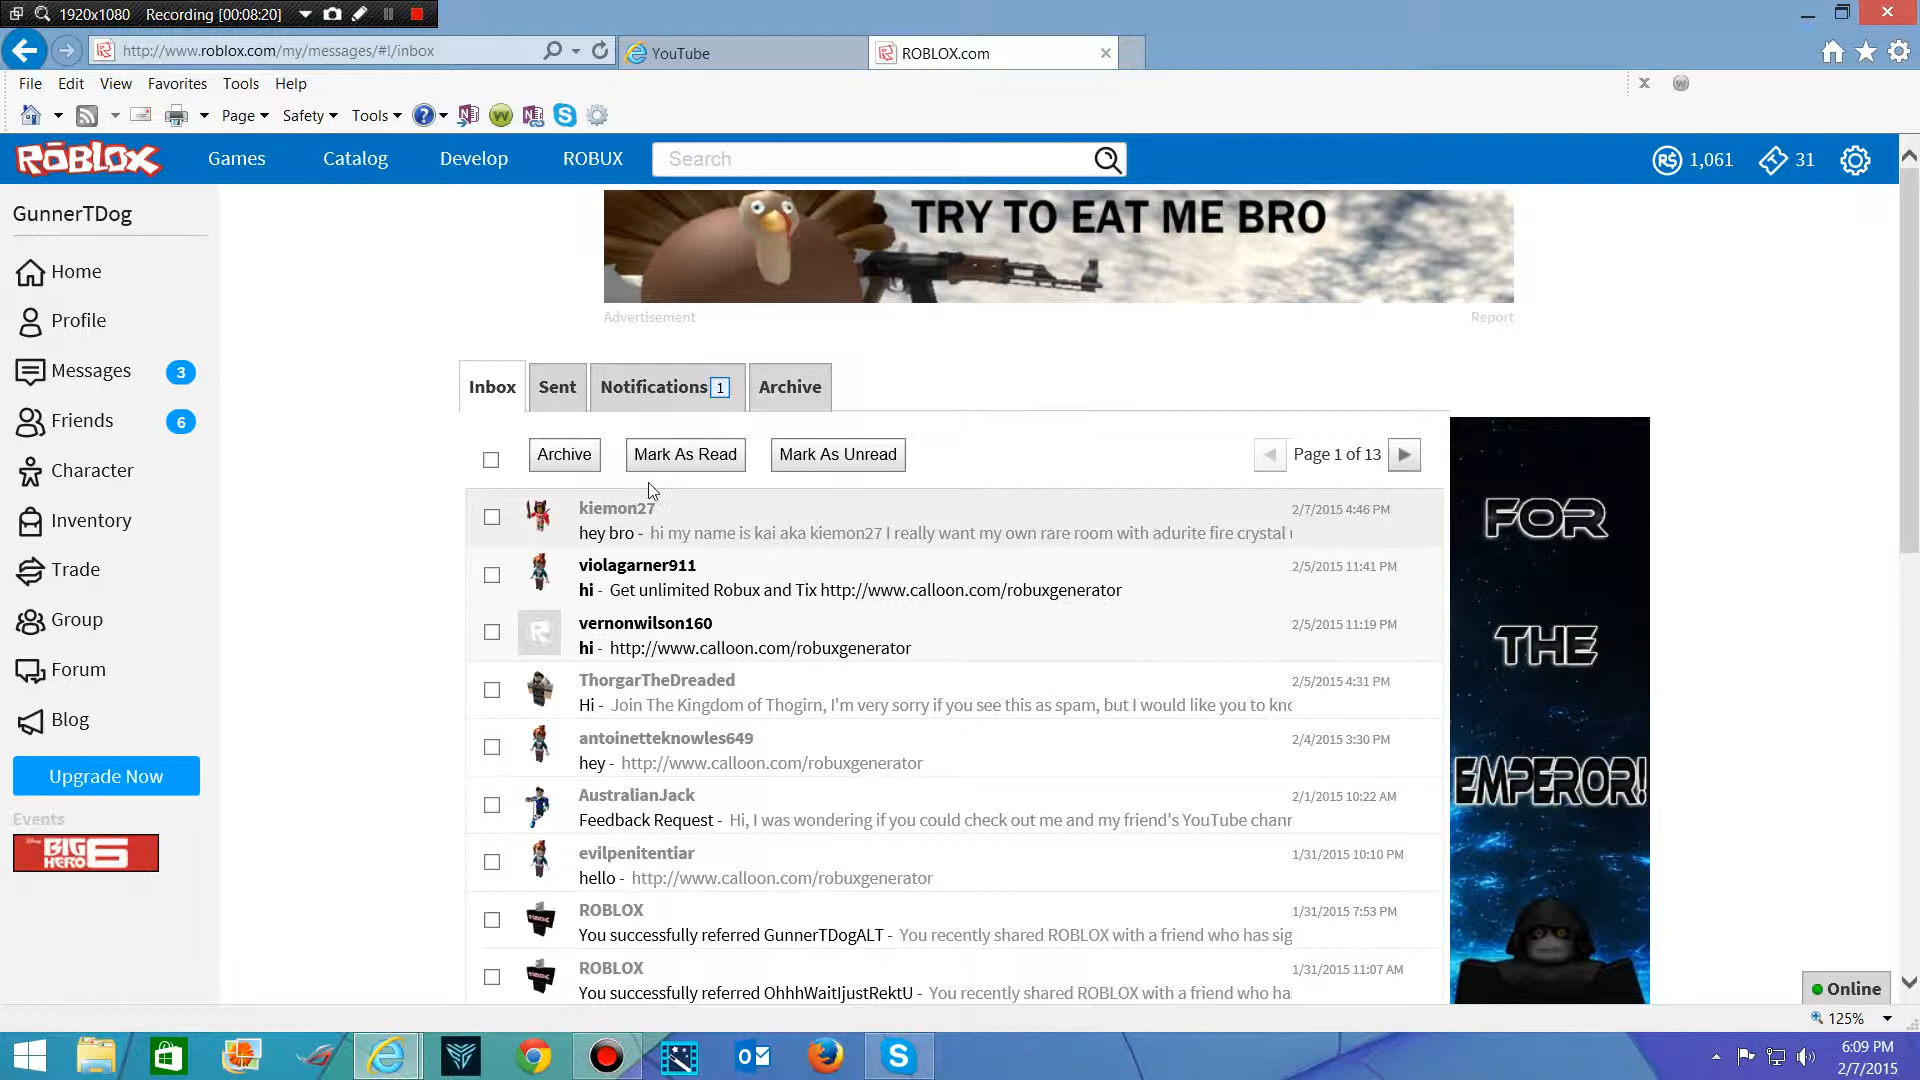 1920x1080 Recording [00:08:20]
http://www.roblox.com/my/messages/#!/inbox
YouTube
ROBLOX.com
File Edit View Favorites Tools Help
Page Safety Tools
ROBLOX Games Catalog Develop ROBUX Search R$ 1,061 31
GunnerTDog
Home
Profile
Messages 3
Friends 6
Character
Inventory
Trade
Group
Forum
Blog
Upgrade Now
Events
BIG
HERO 6
TRY TO EAT ME BRO
Advertisement Report
Inbox Sent Notifications 1 Archive
Archive Mark As Read Mark As Unread Page 1 of 13
kiemon27 2/7/2015 4:46 PM
hey bro - hi my name is kai aka kiemon27 I really want my own rare room with adurite fire crystal
violagarner911 2/5/2015 11:41 PM
hi - Get unlimited Robux and Tix http://www.calloon.com/robuxgenerator
vernonwilson160 2/5/2015 11:19 PM
hi - http://www.calloon.com/robuxgenerator
ThorgarTheDreaded 2/5/2015 4:31 PM
Hi - Join The Kingdom of Thogirn, I'm very sorry if you see this as spam, but I would like you to kno
antoinetteknowles649 2/4/2015 3:30 PM
hey - http://www.calloon.com/robuxgenerator
AustralianJack 2/1/2015 10:22 AM
Feedback Request - Hi, I was wondering if you could check out me and my friend's YouTube chann
evilpenitentiar 1/31/2015 10:10 PM
hello - http://www.calloon.com/robuxgenerator
ROBLOX 1/31/2015 7:53 PM
You successfully referred GunnerTDogALT - You recently shared ROBLOX with a friend who has sig
ROBLOX 1/31/2015 11:07 AM
You successfully referred OhhhWaitIjustRektU - You recently shared ROBLOX with a friend who ha
FOR
THE
EMPEROR!
Online
125%
6:09 PM
2/7/2015